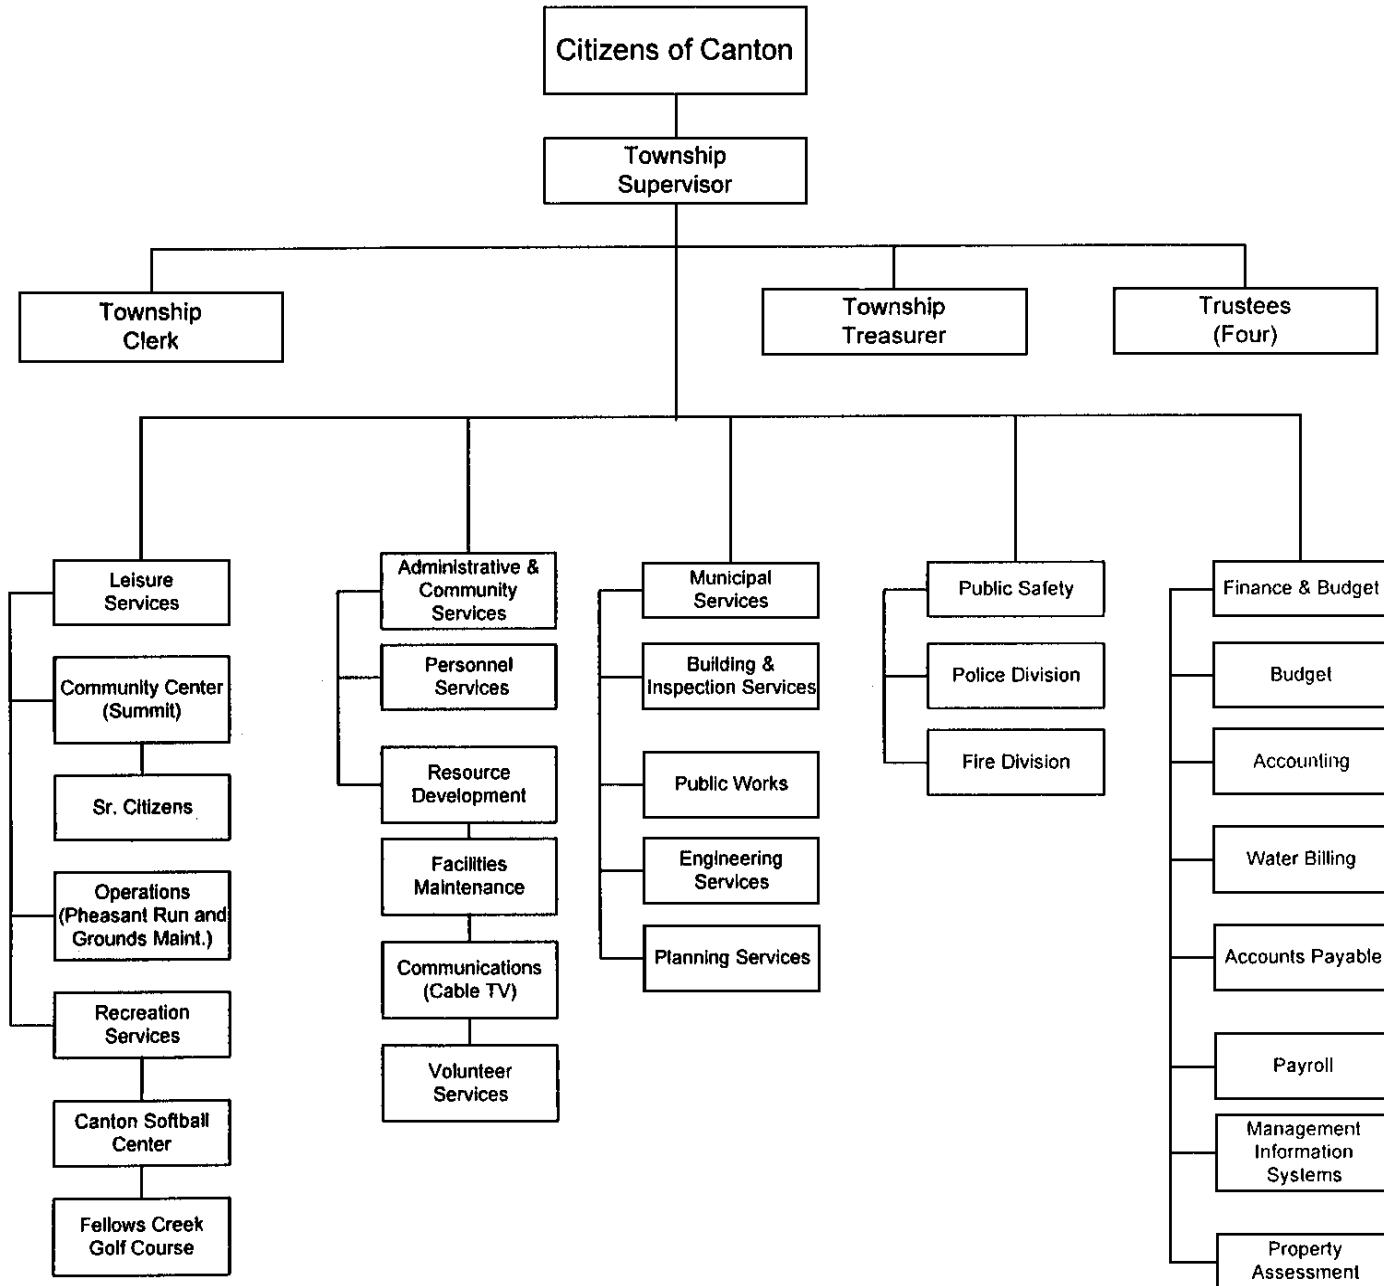 Citizens of Canton
Township
Supervisor
Township
Clerk
Township
Treasurer
Trustees
(Four)
Leisure
Services
Community Center
(Summit)
Sr. Citizens
Operations
(Pheasant Run and
Grounds Maint.)
Recreation
Services
Canton Softball
Center
Fellows Creek
Golf Course
Administrative &
Community
Services
Personnel
Services
Resource
Development
Facilities
Maintenance
Communications
(Cable TV)
Volunteer
Services
Municipal
Services
Building &
Inspection Services
Public Works
Engineering
Services
Planning Services
Public Safety
Police Division
Fire Division
Finance & Budget
Budget
Accounting
Water Billing
Accounts Payable
Payroll
Management
Information
Systems
Property
Assessment